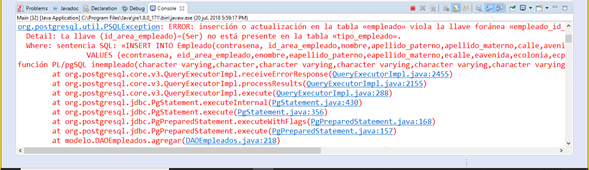 Problems Javadoc Declaration Debug Console
Main (32) [Java Application] C:\Program Files\Java\jre1.8.0_171\bin\javaw.exe (20 jul. 2018 5:59:17 PM)
org.postgresql.util.PSQLException: ERROR: inserción o actualización en la tabla «empleado» viola la llave foránea «empleado_id_
Detail: La llave (id_area_empleado)=(Ser) no está presente en la tabla «tipo_empleado».
Where: sentencia SQL: «INSERT INTO Empleado(contrasena, id_area_empleado,nombre,apellido_paterno,apellido_materno,calle,aveni
VALUES (econtrasena, eid_area_empleado,enombre,eapellido_paterno,eapellido_materno,ecalle,eavenida,ecolonia,ecp
función PL/pgSQL inempleado(character varying,character varying,character varying,character varying,character varying
at org.postgresql.core.v3.QueryExecutorImpl.receiveErrorResponse(QueryExecutorImpl.java:2455)
at org.postgresql.core.v3.QueryExecutorImpl.processResults(QueryExecutorImpl.java:2155)
at org.postgresql.core.v3.QueryExecutorImpl.execute(QueryExecutorImpl.java:288)
at org.postgresql.jdbc.PgStatement.executeInternal(PgStatement.java:430)
at org.postgresql.jdbc.PgStatement.execute(PgStatement.java:356)
at org.postgresql.jdbc.PgPreparedStatement.executeWithFlags(PgPreparedStatement.java:168)
at org.postgresql.jdbc.PgPreparedStatement.execute(PgPreparedStatement.java:157)
at modelo.DAOEmpleados.agregar(DAOEmpleados.java:218)